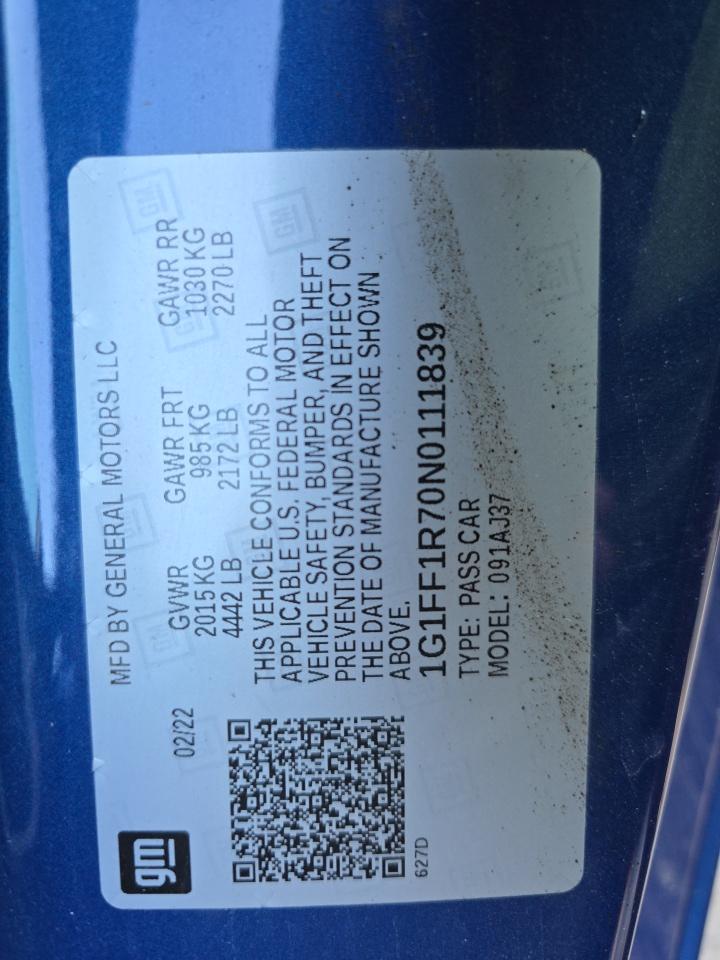 gm
MFD BY GENERAL MOTORS LLC
02/22
GVWR GAWR FRT GAWR RR
2015 KG 985 KG 1030 KG
4442 LB 2172 LB 2270 LB
THIS VEHICLE CONFORMS TO ALL
APPLICABLE U.S. FEDERAL MOTOR
VEHICLE SAFETY, BUMPER, AND THEFT
PREVENTION STANDARDS IN EFFECT ON
THE DATE OF MANUFACTURE SHOWN
ABOVE.
1G1FF1R70N0111839
TYPE: PASS CAR
MODEL: 091AJ37
627D